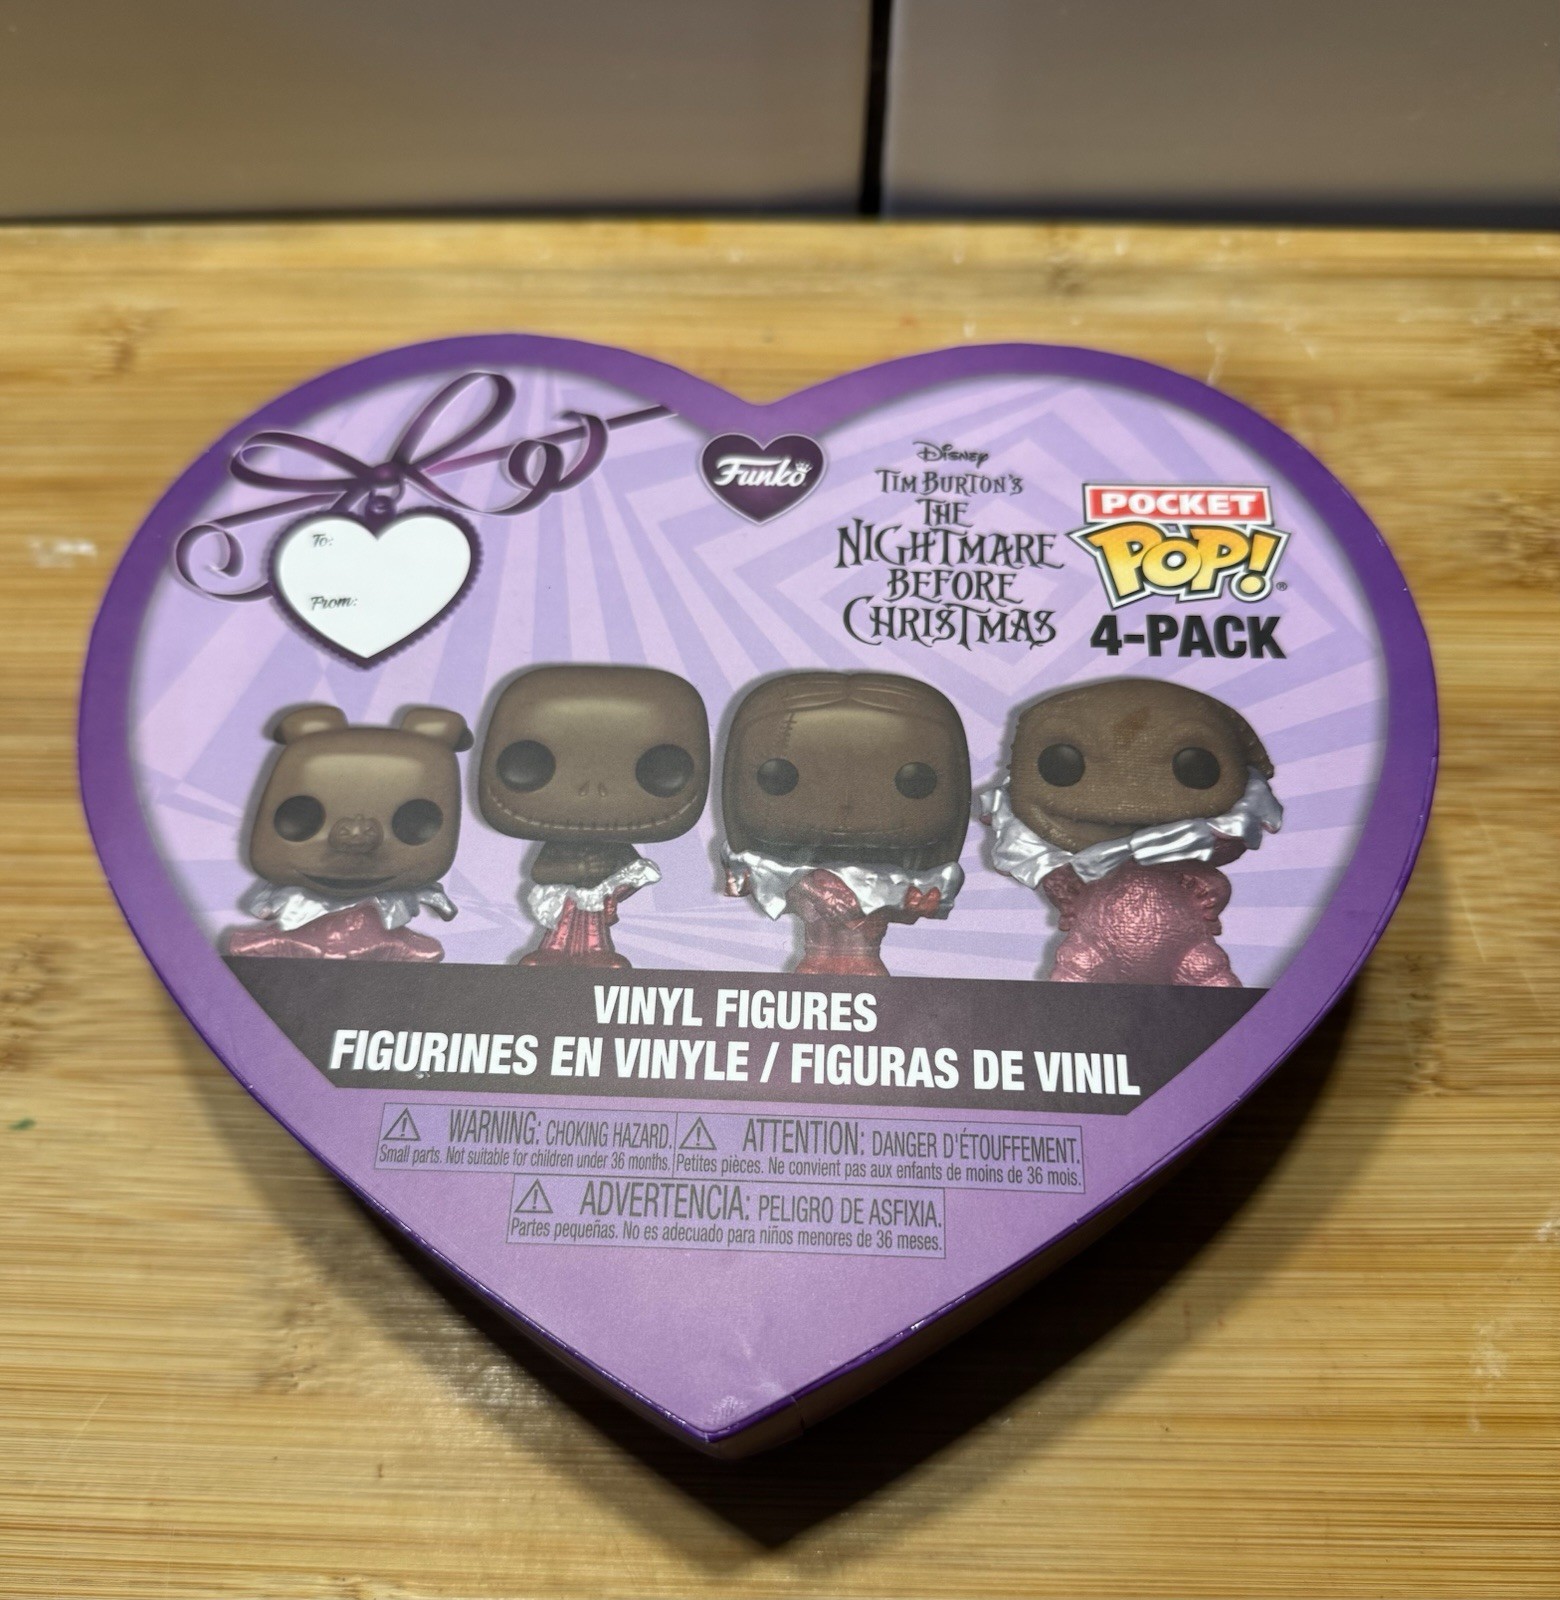 To:
From:
Funko
Disney
Tim Burton's
The
Nightmare
Before
Christmas
POCKET
POP!®
4-PACK
VINYL FIGURES
FIGURINES EN VINYLE / FIGURAS DE VINIL
WARNING: CHOKING HAZARD.
Small parts. Not suitable for children under 36 months.
ATTENTION: DANGER D'ÉTOUFFEMENT.
Petites pièces. Ne convient pas aux enfants de moins de 36 mois.
ADVERTENCIA: PELIGRO DE ASFIXIA.
Partes pequeñas. No es adecuado para niños menores de 36 meses.